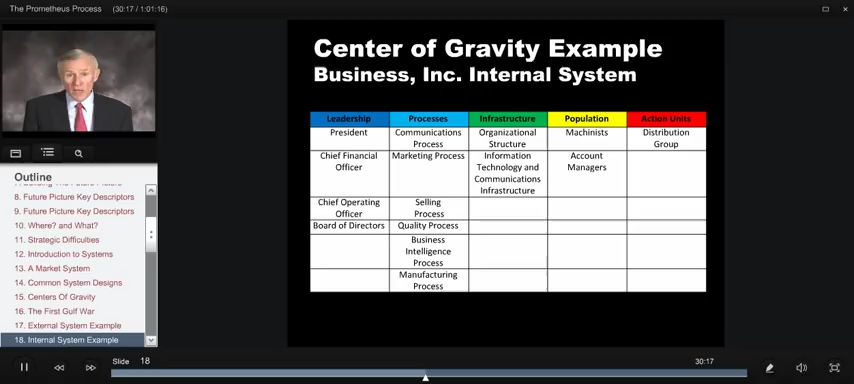 The Prometheus Process (30:17 / 1:01:16)
Center of Gravity Example
Business, Inc. Internal System
Leadership Processes Infrastructure Population Action Units
President Communications Process Organizational Structure Machinists Distribution Group
Chief Financial Officer Marketing Process Information Technology and Communications Infrastructure Account Managers
Chief Operating Officer Selling Process
Board of Directors Quality Process
Business Intelligence Process
Manufacturing Process
Outline
8. Future Picture Key Descriptors
9. Future Picture Key Descriptors
10. Where? and What?
11. Strategic Difficulties
12. Introduction to Systems
13. A Market System
14. Common System Designs
15. Centers Of Gravity
16. The First Gulf War
17. External System Example
18. Internal System Example
Slide 18 30:17